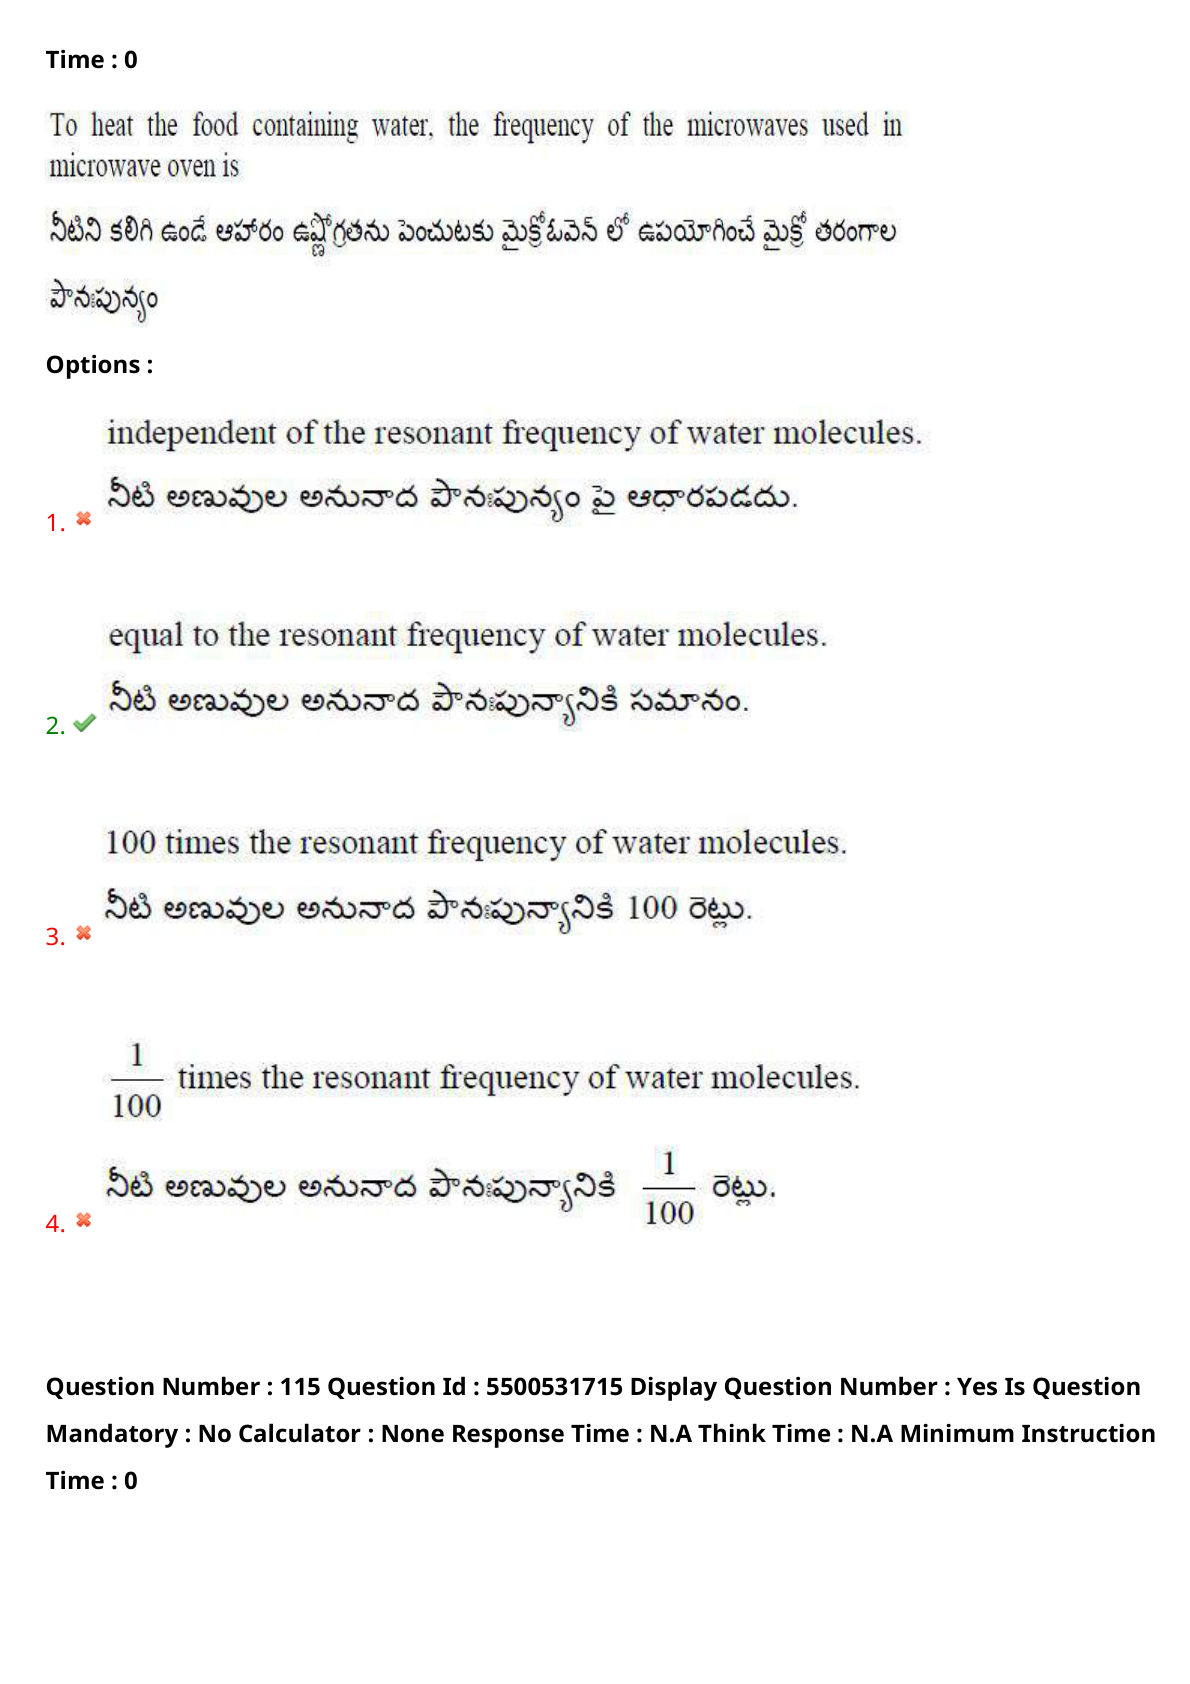 Time : 0
To heat the food containing water, the frequency of the microwaves used in
microwave oven is
నీటిని కలిగి ఉండే ఆహారం ఉష్ణోగ్రతను పెంచుటకు మైక్రోఓవెన్ లో ఉపయోగించే మైక్రో తరంగాల
పౌనఃపున్యం
Options :
independent of the resonant frequency of water molecules.
నీటి అణువుల అనునాద పౌనఃపున్యం పై ఆధారపడదు.
1.
equal to the resonant frequency of water molecules.
నీటి అణువుల అనునాద పౌనఃపున్యానికి సమానం.
2.
100 times the resonant frequency of water molecules.
నీటి అణువుల అనునాద పౌనఃపున్యానికి 100 రెట్లు.
3.
1/100 times the resonant frequency of water molecules.
నీటి అణువుల అనునాద పౌనఃపున్యానికి 1/100 రెట్లు.
4.
Question Number : 115 Question Id : 5500531715 Display Question Number : Yes Is Question
Mandatory : No Calculator : None Response Time : N.A Think Time : N.A Minimum Instruction
Time : 0